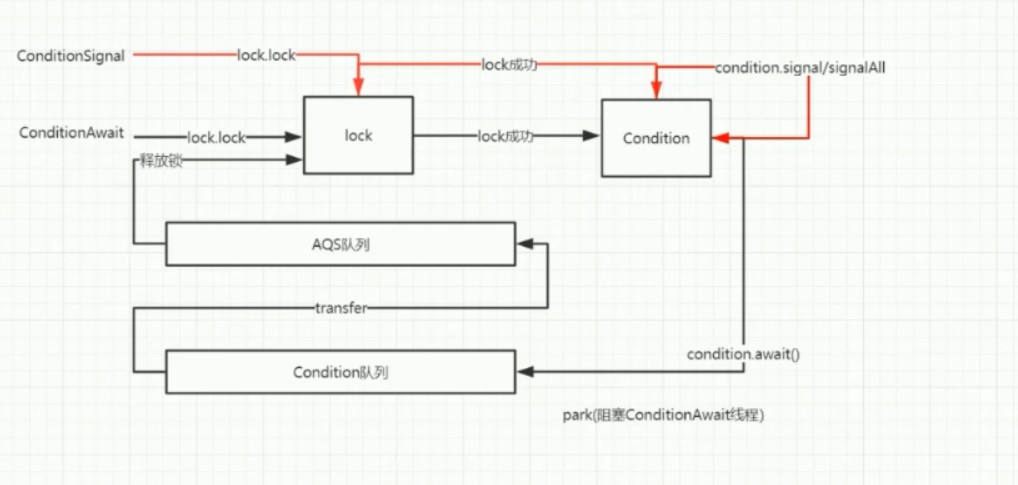 ConditionSignal
lock.lock
lock成功
condition.signal/signalAll
ConditionAwait
lock.lock
lock
lock成功
Condition
释放锁
AQS队列
transfer
condition.await()
Condition队列
park(阻塞ConditionAwait线程)